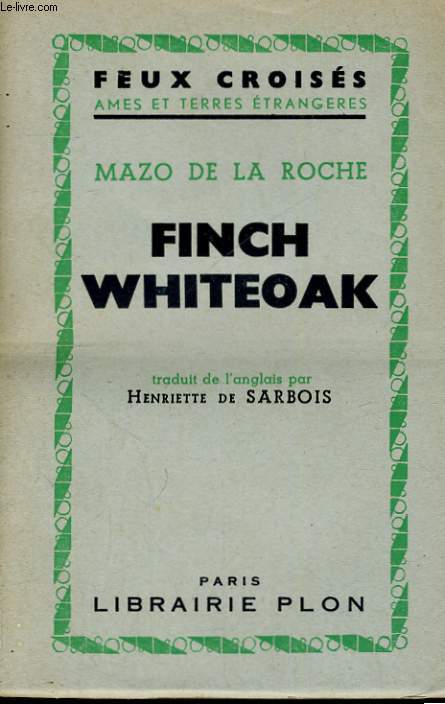 Le-livre.com
FEUX CROISÉS
AMES ET TERRES ÉTRANGERES
MAZO DE LA ROCHE
FINCH
WHITEOAK
traduit de l'anglais par
HENRIETTE DE SARBOIS
PARIS
LIBRAIRIE PLON